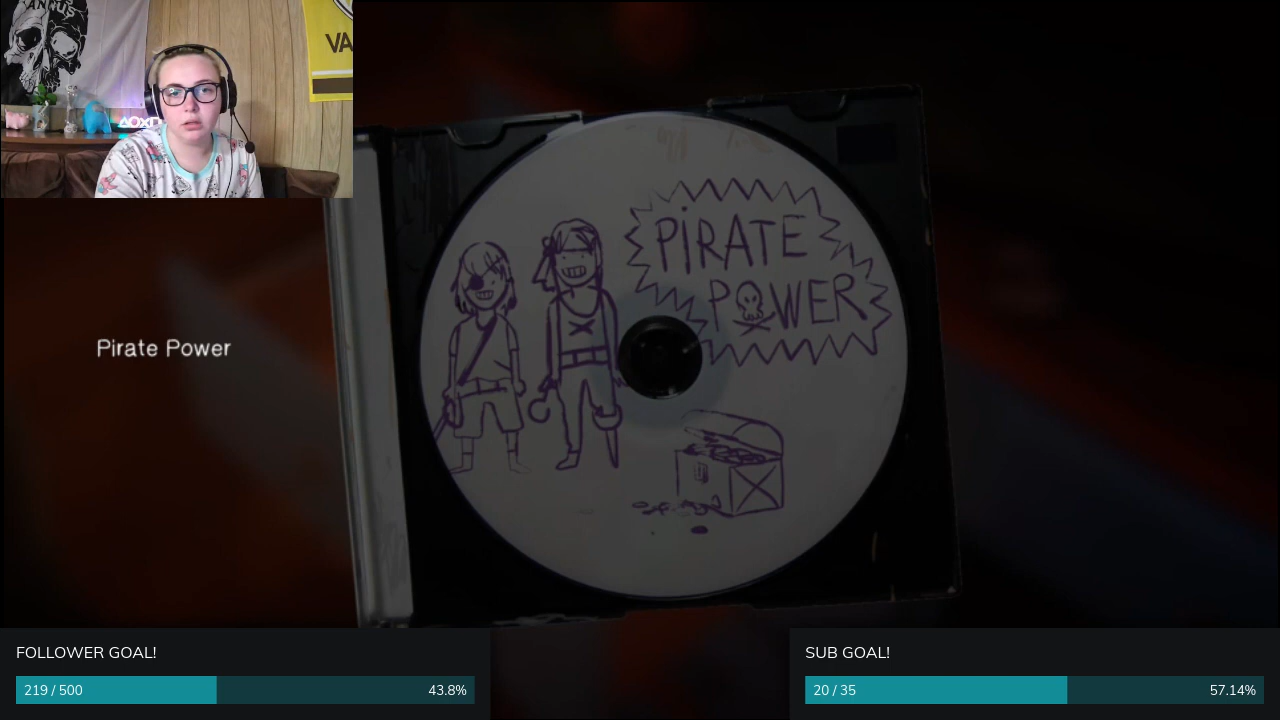 VA
Pirate Power
PiRATE
POWER
FOLLOWER GOAL!
219 / 500
43.8%
SUB GOAL!
20 / 35
57.14%